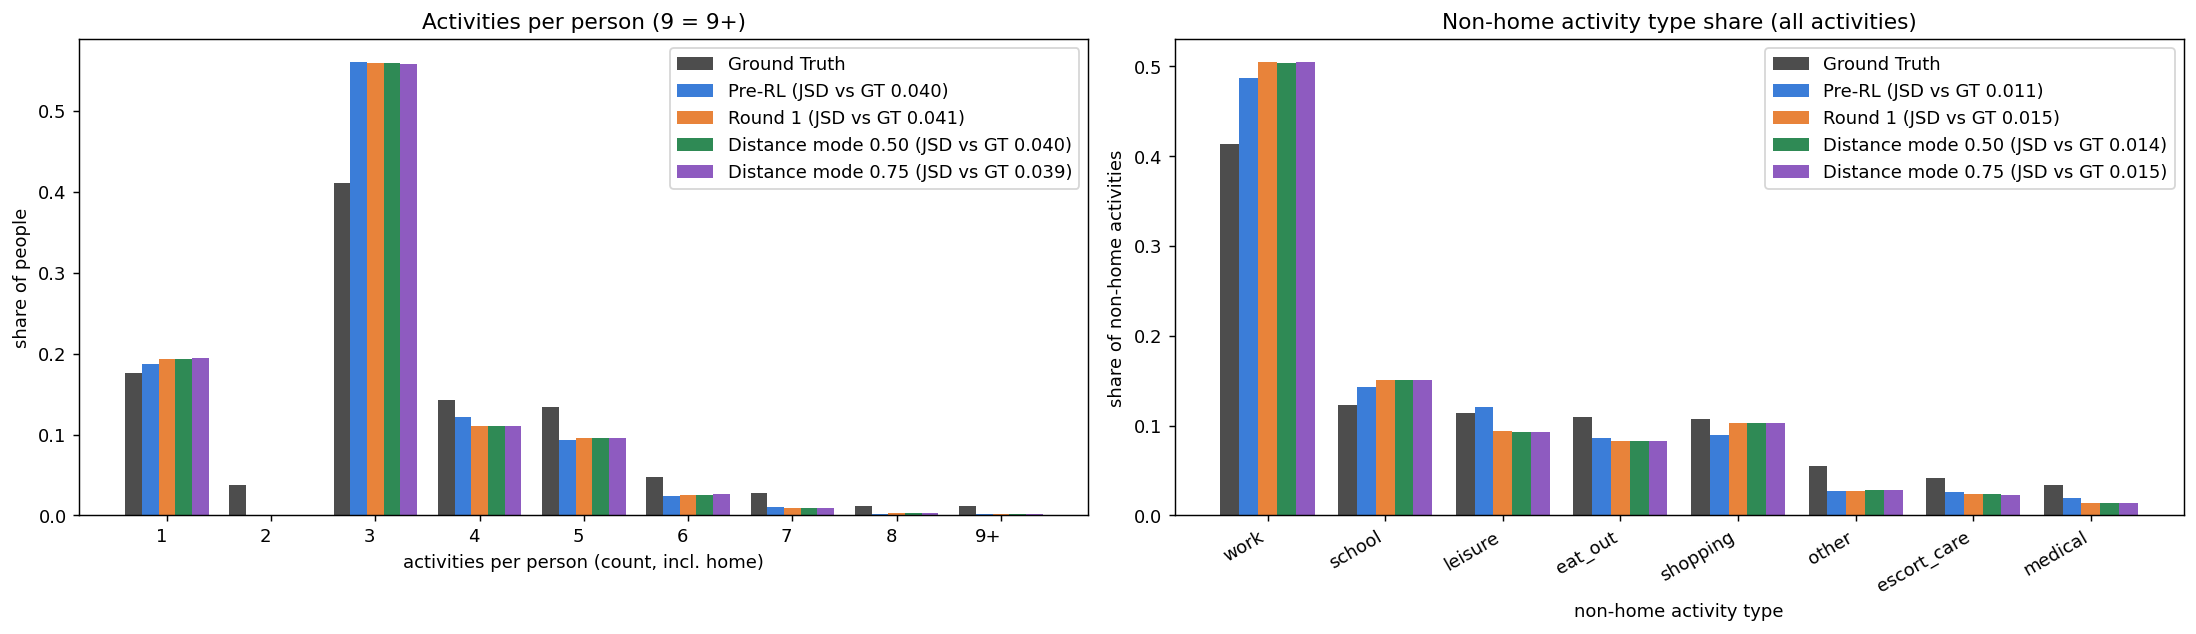 Activities per person (9 = 9+)
Ground Truth
Pre-RL (JSD vs GT 0.040)
Round 1 (JSD vs GT 0.041)
Distance mode 0.50 (JSD vs GT 0.040)
Distance mode 0.75 (JSD vs GT 0.039)
share of people
0.5
0.4
0.3
0.2
0.1
0.0
1 2 3 4 5 6 7 8 9+
activities per person (count, incl. home)
Non-home activity type share (all activities)
Ground Truth
Pre-RL (JSD vs GT 0.011)
Round 1 (JSD vs GT 0.015)
Distance mode 0.50 (JSD vs GT 0.014)
Distance mode 0.75 (JSD vs GT 0.015)
share of non-home activities
0.5
0.4
0.3
0.2
0.1
0.0
work school leisure eat_out shopping other escort_care medical
non-home activity type